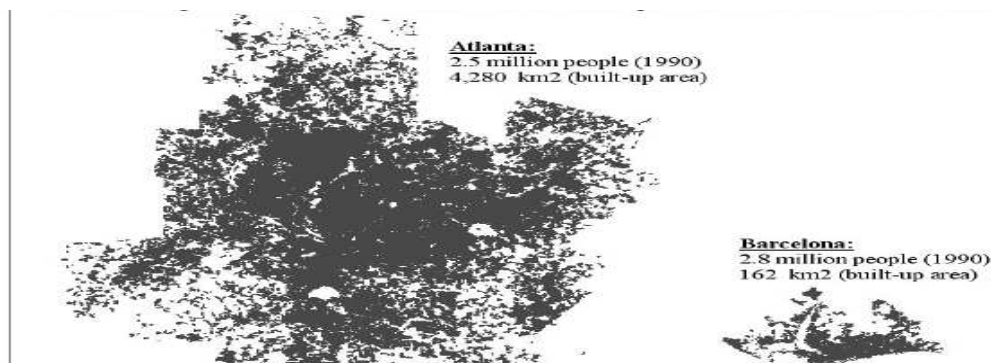 Atlanta:
2.5 million people (1990)
4,280 km2 (built-up area)
Barcelona:
2.8 million people (1990)
162 km2 (built-up area)